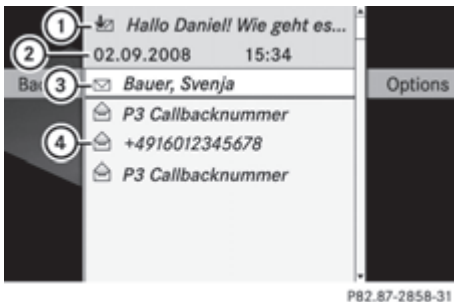 1 Hallo Daniel! Wie geht es...
2 02.09.2008 15:34
Bac 3 Bauer, Svenja Options
P3 Callbacknummer
4 +4916012345678
P3 Callbacknummer
P82.87-2858-31